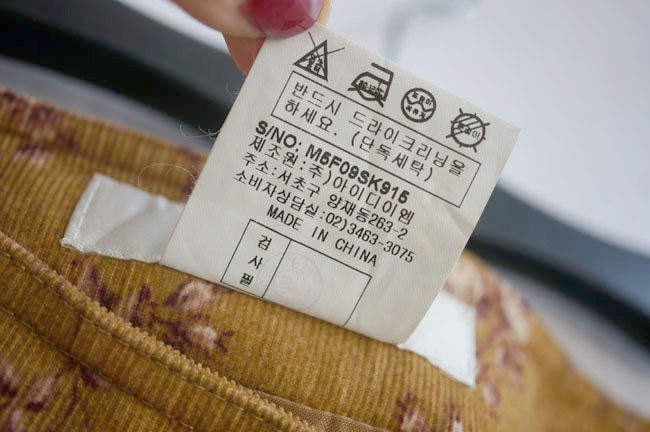 반드시 드라이크리닝을
하세요. (단독세탁)
S/NO: M5F09SK915
제조원:주)아이디이엠
주소:서초구 양재동263-2
소비자상담실:02)3463-3075
MADE IN CHINA
검
사
필